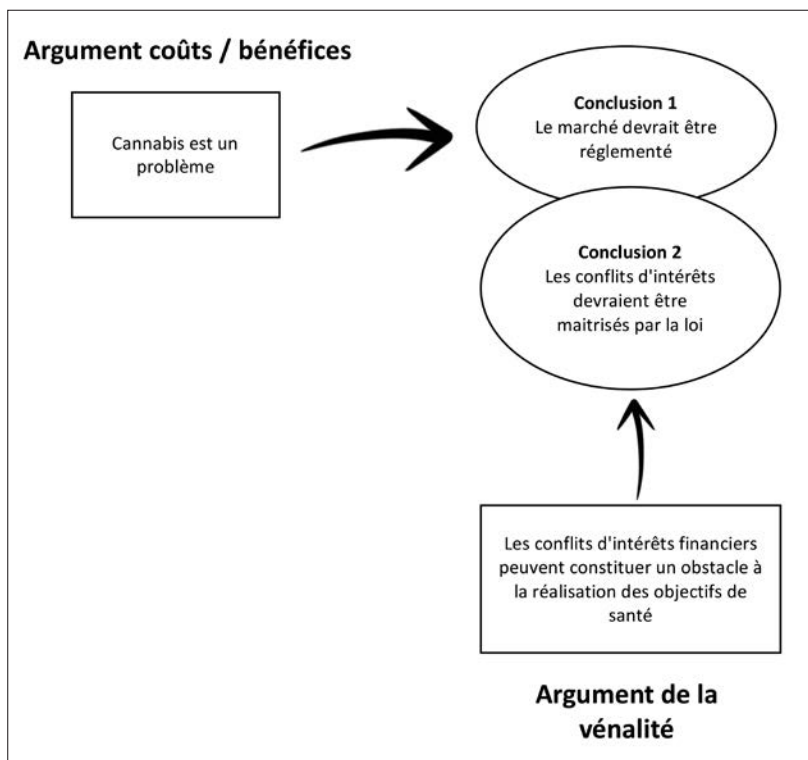 Argument coûts / bénéfices
Cannabis est un
problème
Conclusion 1
Le marché devrait être
réglementé
Conclusion 2
Les conflits d'intérêts
devraient être
maitrisés par la loi
Les conflits d'intérêts financiers
peuvent constituer un obstacle à
la réalisation des objectifs de
santé
Argument de la
vénalité